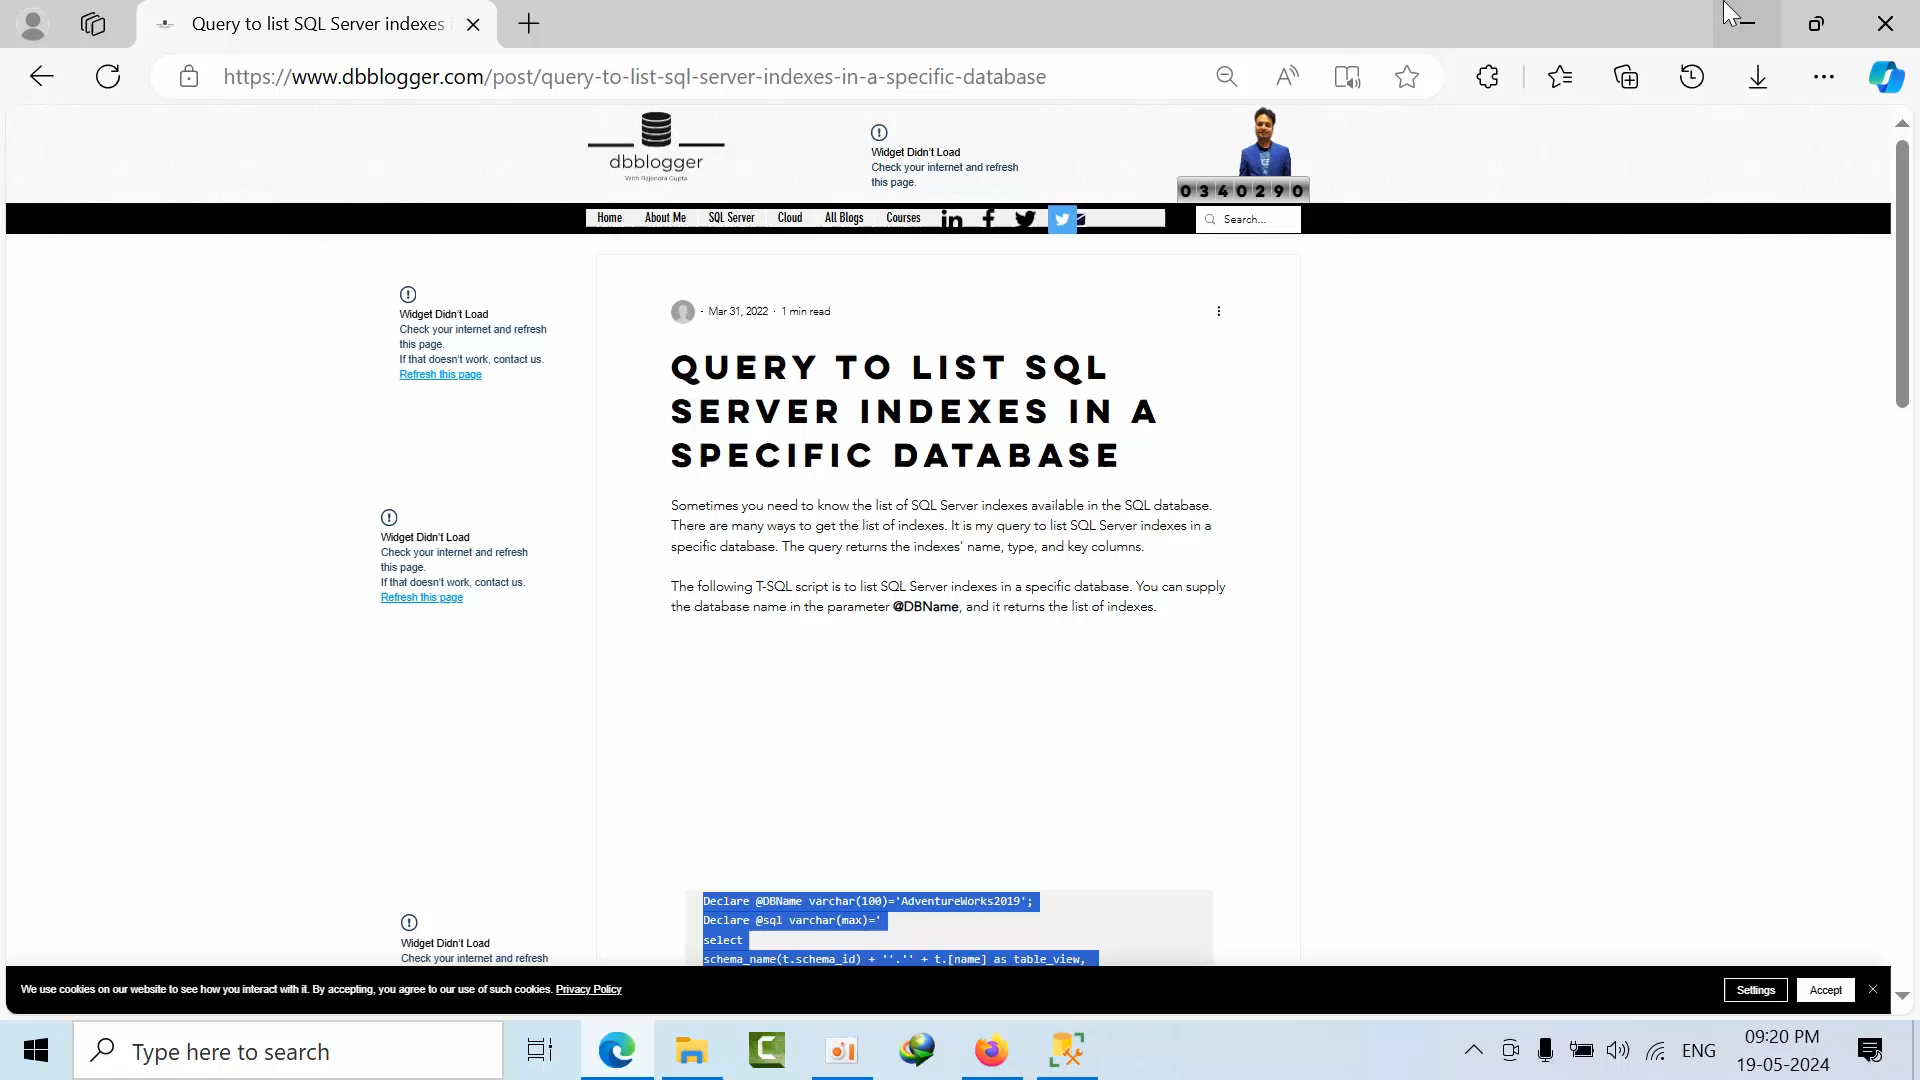 Query to list SQL Server indexes
https://www.dbblogger.com/post/query-to-list-sql-server-indexes-in-a-specific-database
dbblogger
With Rajendra Gupta
Widget Didn't Load
Check your internet and refresh
this page.
0340290
Home About Me SQL Server Cloud All Blogs Courses
Search...
Widget Didn't Load
Check your internet and refresh
this page.
If that doesn't work, contact us.
Refresh this page
· Mar 31, 2022 · 1 min read
QUERY TO LIST SQL
SERVER INDEXES IN A
SPECIFIC DATABASE
Sometimes you need to know the list of SQL Server indexes available in the SQL database.
There are many ways to get the list of indexes. It is my query to list SQL Server indexes in a
specific database. The query returns the indexes' name, type, and key columns.
Widget Didn't Load
Check your internet and refresh
this page.
If that doesn't work, contact us.
Refresh this page
The following T-SQL script is to list SQL Server indexes in a specific database. You can supply
the database name in the parameter @DBName, and it returns the list of indexes.
Declare @DBName varchar(100)='AdventureWorks2019';
Declare @sql varchar(max)='
select
schema_name(t.schema_id) + ''.'' + t.[name] as table_view,
Widget Didn't Load
Check your internet and refresh
We use cookies on our website to see how you interact with it. By accepting, you agree to our use of such cookies. Privacy Policy
Settings
Accept
Type here to search
ENG
09:20 PM
19-05-2024